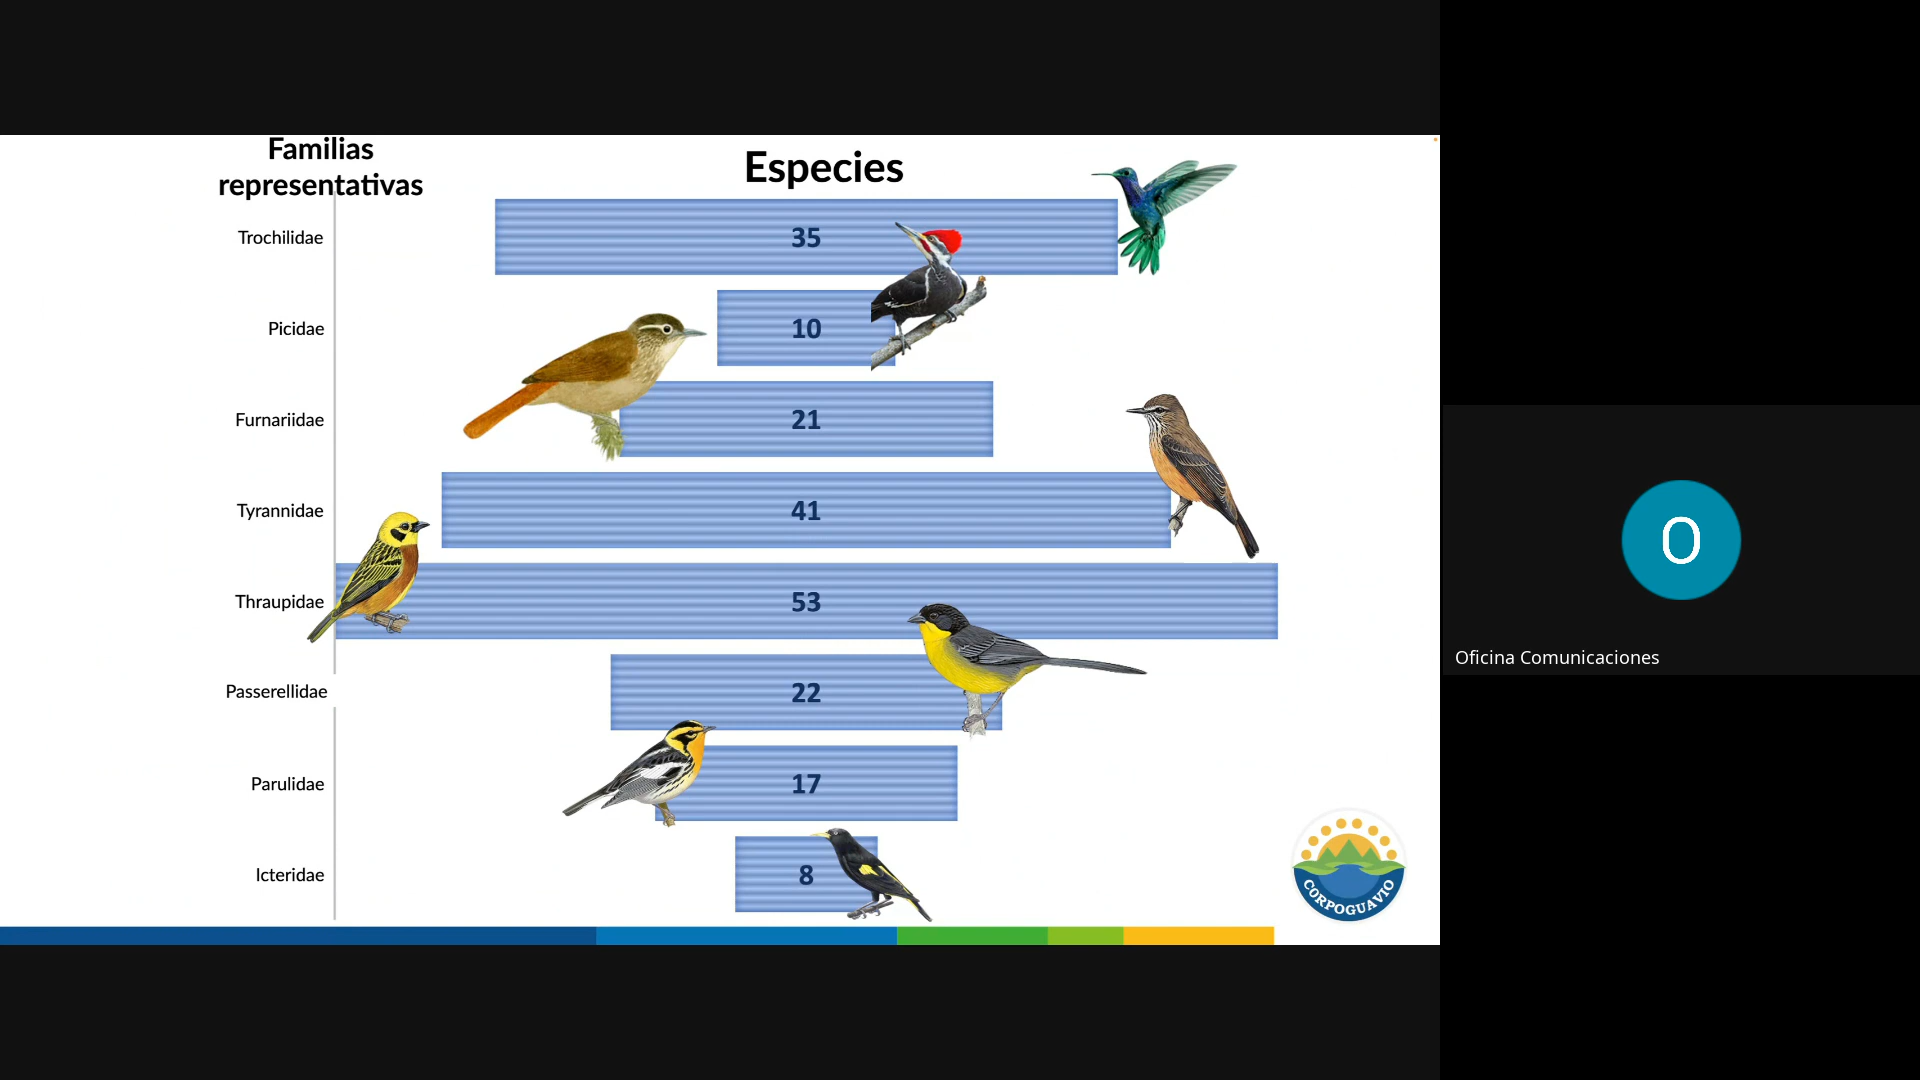 Familias
representativas
Especies
Trochilidae
35
Picidae
10
Furnariidae
21
Tyrannidae
41
Thraupidae
53
Passerellidae
22
Parulidae
17
Icteridae
8
CORPOGUAVIO
O
Oficina Comunicaciones